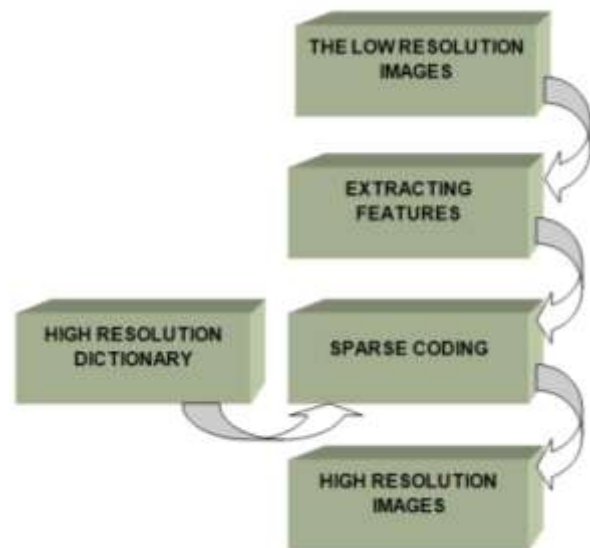 THE LOW RESOLUTION
IMAGES
EXTRACTING
FEATURES
HIGH RESOLUTION
DICTIONARY
SPARSE CODING
HIGH RESOLUTION
IMAGES